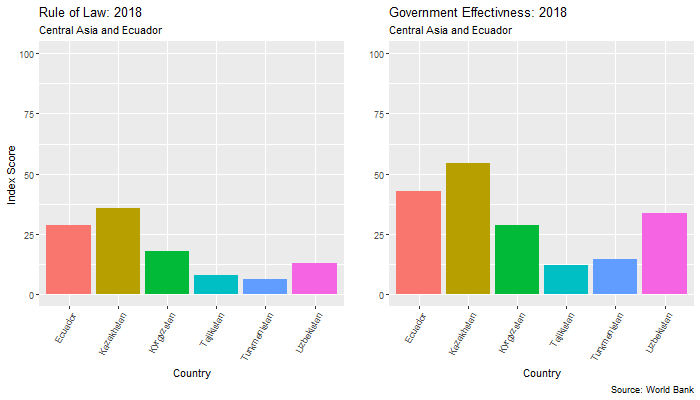 Rule of Law: 2018
Central Asia and Ecuador
Index Score
100
75
50
25
0
Ecuador
Kazakhstan
Kyrgyzstan
Tajikistan
Turkmenistan
Uzbekistan
Country
Government Effectivness: 2018
Central Asia and Ecuador
100
75
50
25
0
Ecuador
Kazakhstan
Kyrgyzstan
Tajikistan
Turkmenistan
Uzbekistan
Country
Source: World Bank